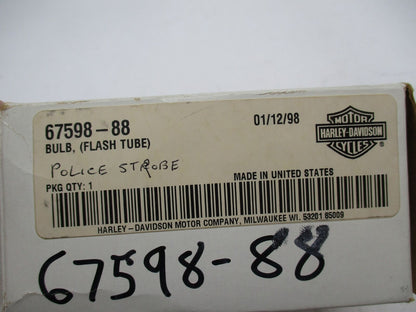 67598-88 01/12/98
BULB, (FLASH TUBE)
MOTOR
HARLEY-DAVIDSON
CYCLES
®
POLICE STROBE
PKG QTY: 1 MADE IN UNITED STATES
HARLEY-DAVIDSON MOTOR COMPANY, MILWAUKEE WI. 53201 85009
67598-88